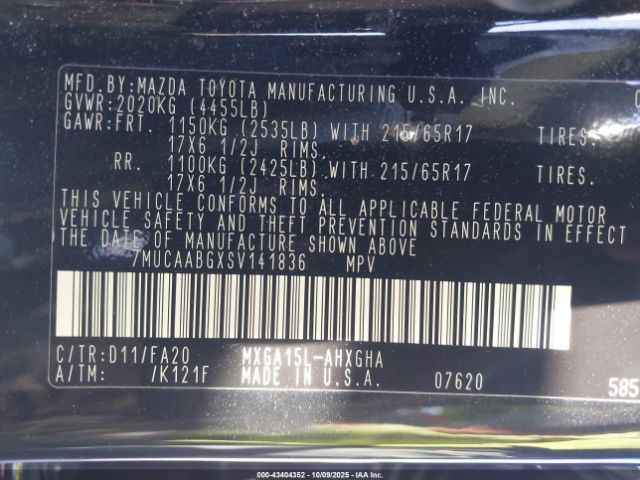 MFD.BY:MAZDA TOYOTA MANUFACTURING U.S.A., INC.
GVWR:2020KG (4455LB)
GAWR:FRT. 1150KG (2535LB) WITH 215/65R17 TIRES.
17X6 1/2J RIMS.
RR. 1100KG (2425LB) WITH 215/65R17 TIRES.
17X6 1/2J RIMS.
THIS VEHICLE CONFORMS TO ALL APPLICABLE FEDERAL MOTOR
VEHICLE SAFETY AND THEFT PREVENTION STANDARDS IN EFFECT
THE DATE OF MANUFACTURE SHOWN ABOVE
7MUCAABGXSV141836 MPV
C/TR:D11/FA20 MXGA15L-AHXGHA
A/TM: /K121F MADE IN U.S.A. 07620 585
000-43404352 | 10/09/2025 - IAA Inc.